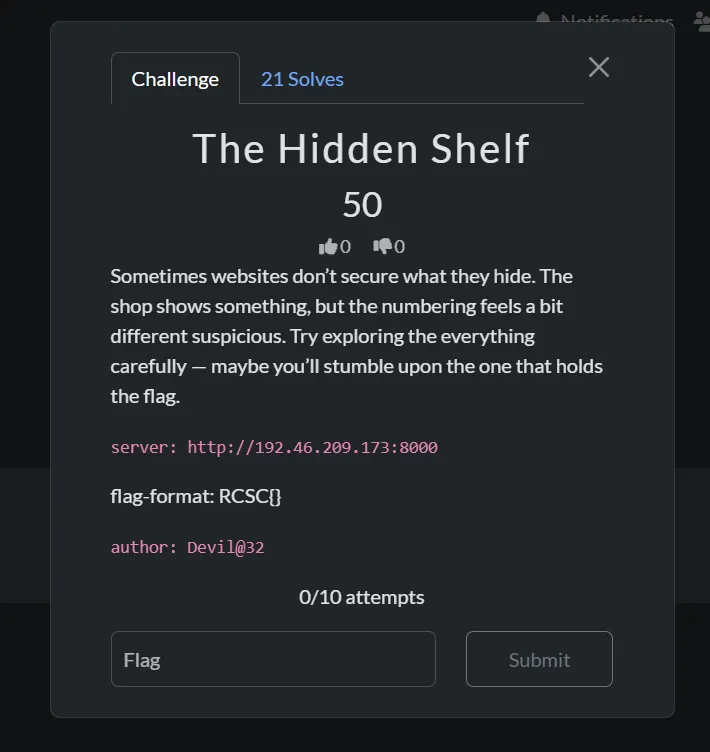 Notifications
Challenge
21 Solves
The Hidden Shelf
50
0 0
Sometimes websites don’t secure what they hide. The
shop shows something, but the numbering feels a bit
different suspicious. Try exploring the everything
carefully — maybe you’ll stumble upon the one that holds
the flag.
server: http://192.46.209.173:8000
flag-format: RCSC{}
author: Devil@32
0/10 attempts
Flag
Submit